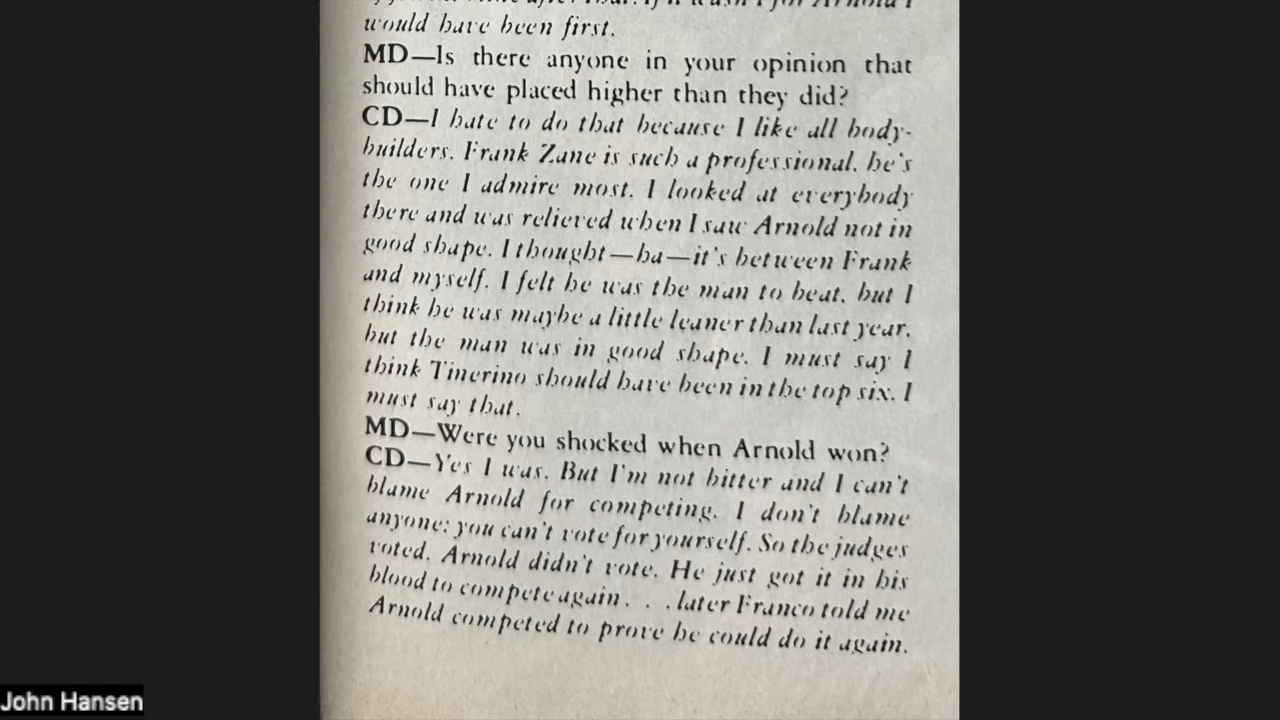 would have been first.
MD—Is there anyone in your opinion that
should have placed higher than they did?
CD—I hate to do that because I like all body-
builders. Frank Zane is such a professional, he's
the one I admire most. I looked at everybody
there and was relieved when I saw Arnold not in
good shape. I thought—ha—it's between Frank
and myself. I felt he was the man to beat, but I
think he was maybe a little leaner than last year,
but the man was in good shape. I must say I
think Tinerino should have been in the top six. I
must say that.
MD—Were you shocked when Arnold won?
CD—Yes I was. But I'm not bitter and I can't
blame Arnold for competing. I don't blame
anyone; you can't vote for yourself. So the judges
voted. Arnold didn't vote. He just got it in his
blood to compete again. . .later Franco told me
Arnold competed to prove he could do it again.
John Hansen